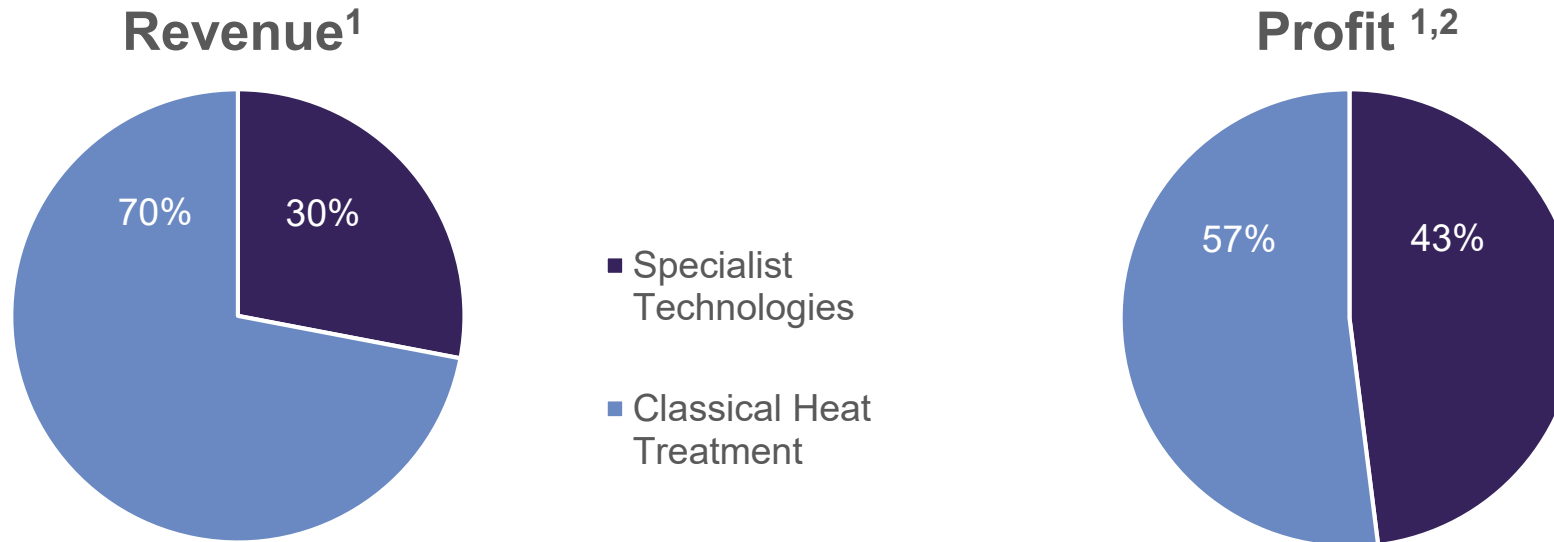 Revenue1
Profit 1,2
70%
30%
57%
43%
Specialist
Technologies
Classical Heat
Treatment